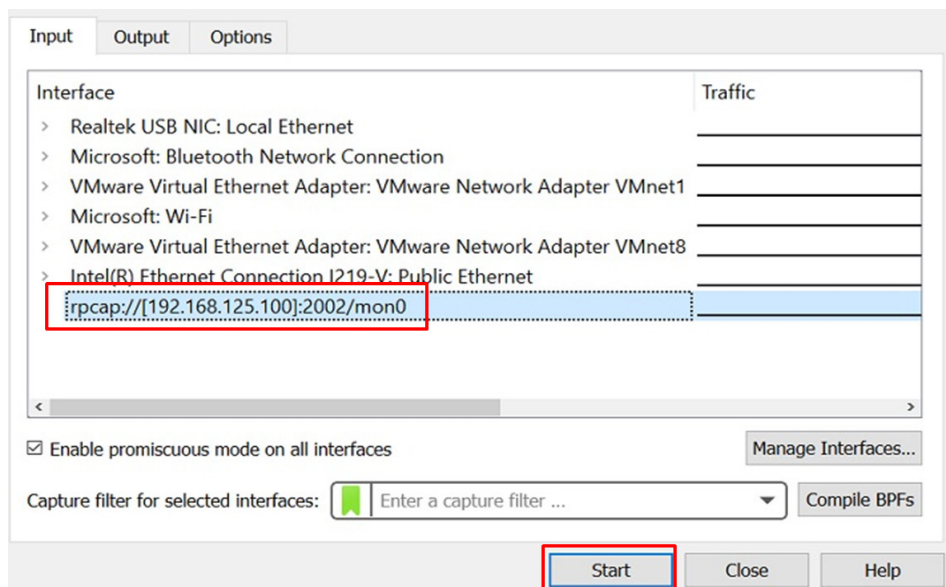 Input Output Options
Interface Traffic
Realtek USB NIC: Local Ethernet
Microsoft: Bluetooth Network Connection
VMware Virtual Ethernet Adapter: VMware Network Adapter VMnet1
Microsoft: Wi-Fi
VMware Virtual Ethernet Adapter: VMware Network Adapter VMnet8
Intel(R) Ethernet Connection I219-V: Public Ethernet
rpcap://[192.168.125.100]:2002/mon0
Enable promiscuous mode on all interfaces Manage Interfaces...
Capture filter for selected interfaces: Enter a capture filter ... Compile BPFs
Start Close Help